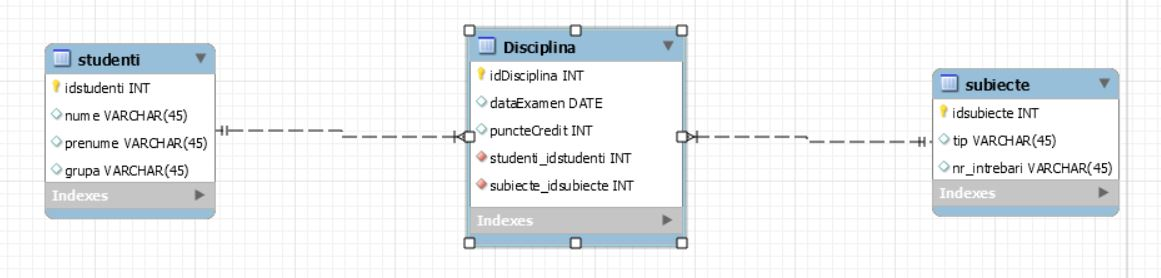 studenti
idstudenti INT
nume VARCHAR(45)
prenume VARCHAR(45)
grupa VARCHAR(45)
Indexes
Disciplina
idDisciplina INT
dataExamen DATE
puncteCredit INT
studenti_idstudenti INT
subiecte_idsubiecte INT
Indexes
subiecte
idsubiecte INT
tip VARCHAR(45)
nr_intrebari VARCHAR(45)
Indexes